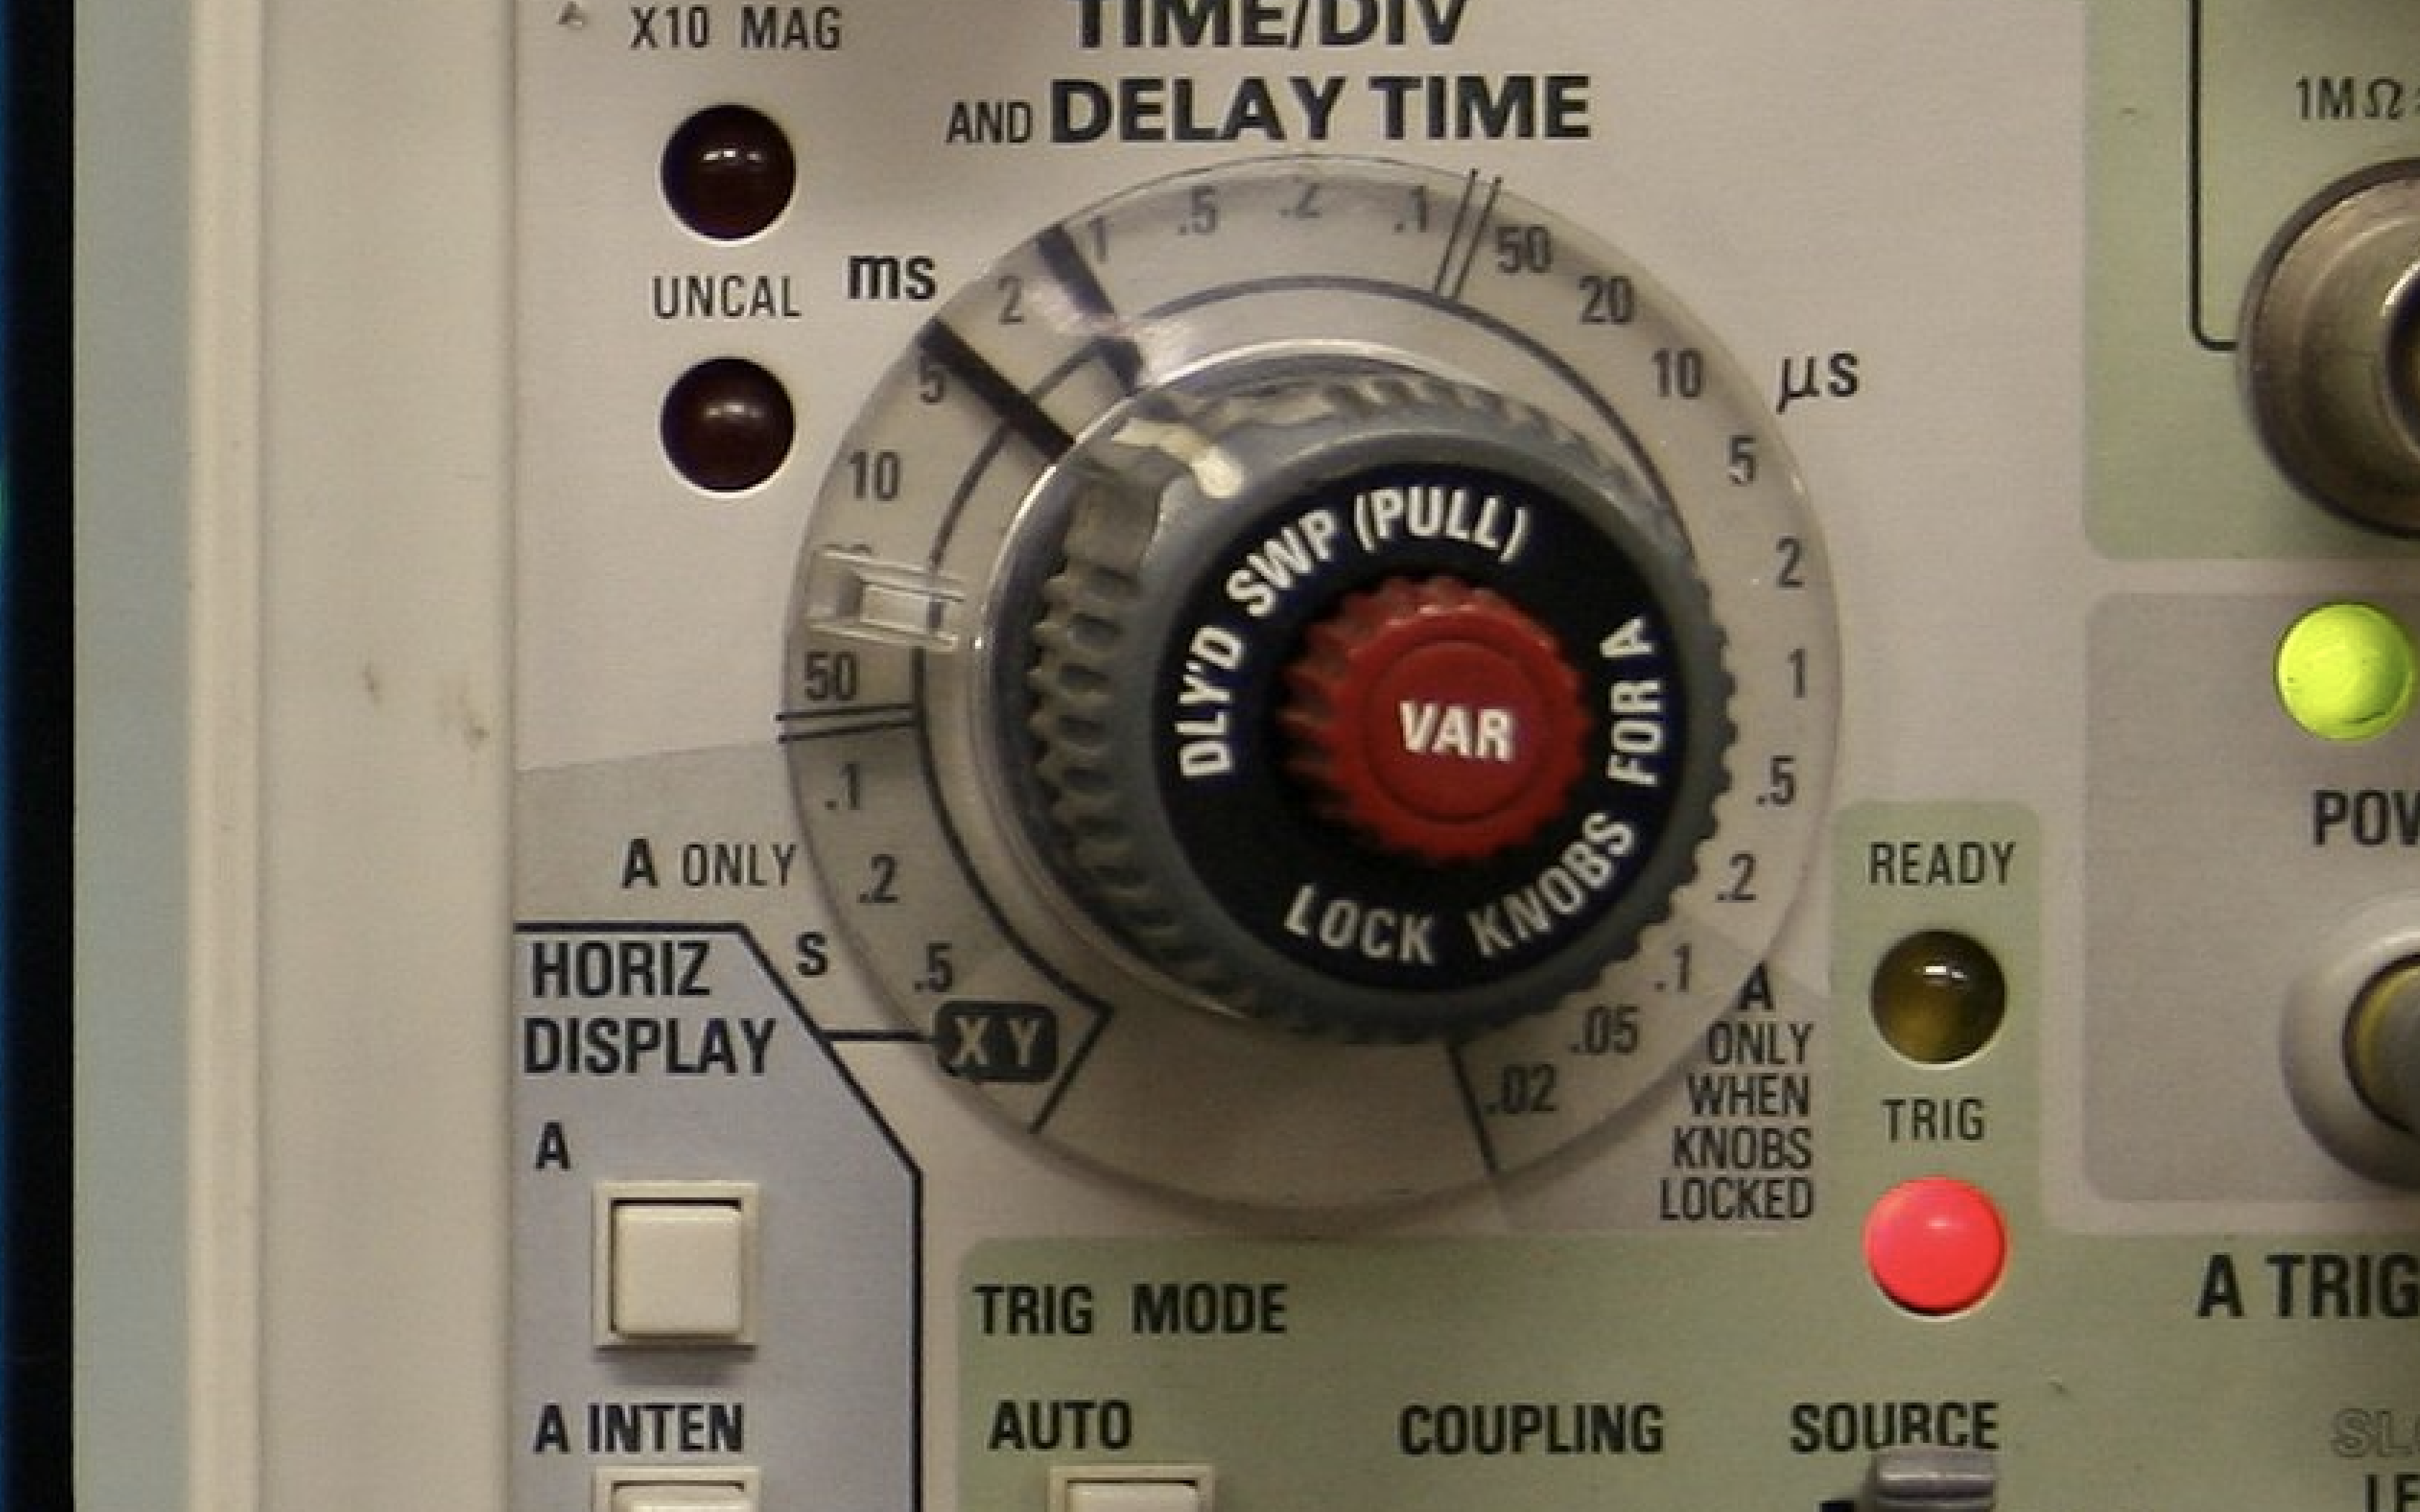 X10 MAG
TIME/DIV
AND DELAY TIME
UNCAL
ms
µs
5
2
1
.5
.2
.1
50
20
10
5
2
1
.5
.2
.1
.05
.02
10
50
.1
.2
.5
s
X Y
DLY'D SWP (PULL)
LOCK KNOBS FOR A
VAR
A ONLY
HORIZ
DISPLAY
A
A INTEN
A
ONLY
WHEN
KNOBS
LOCKED
READY
TRIG
TRIG MODE
AUTO
COUPLING
SOURCE
1MΩ
A TRIG